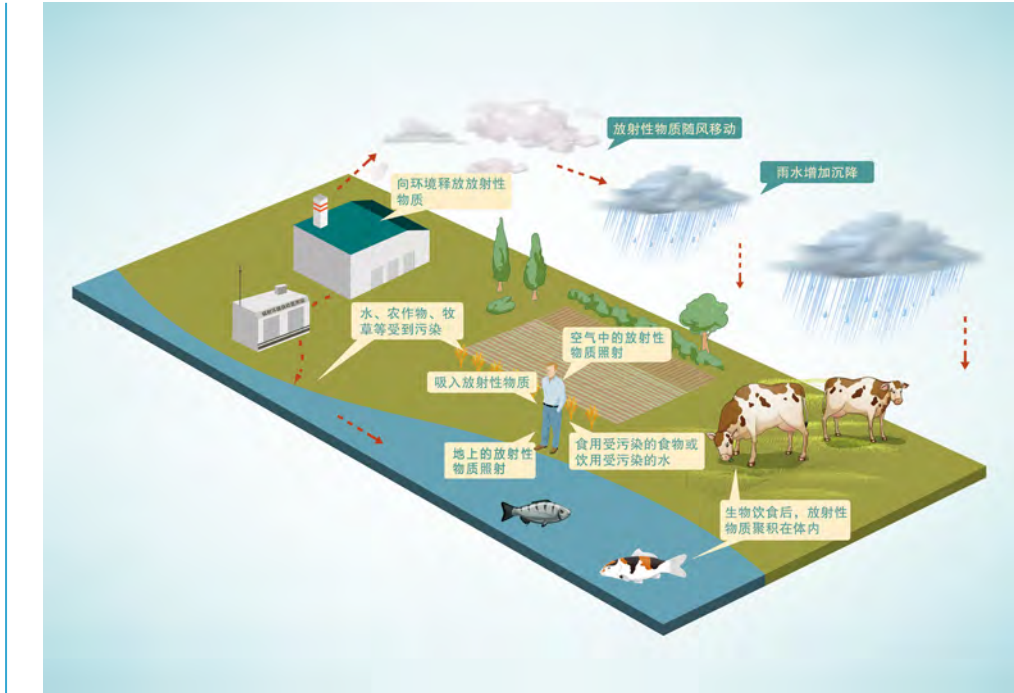 放射性物质随风移动
雨水增加沉降
向环境释放放射性
物质
水、农作物、牧
草等受到污染
空气中的放射性
物质照射
吸入放射性物质
地上的放射性
物质照射
食用受污染的食物或
饮用受污染的水
生物饮食后，放射性
物质聚积在体内